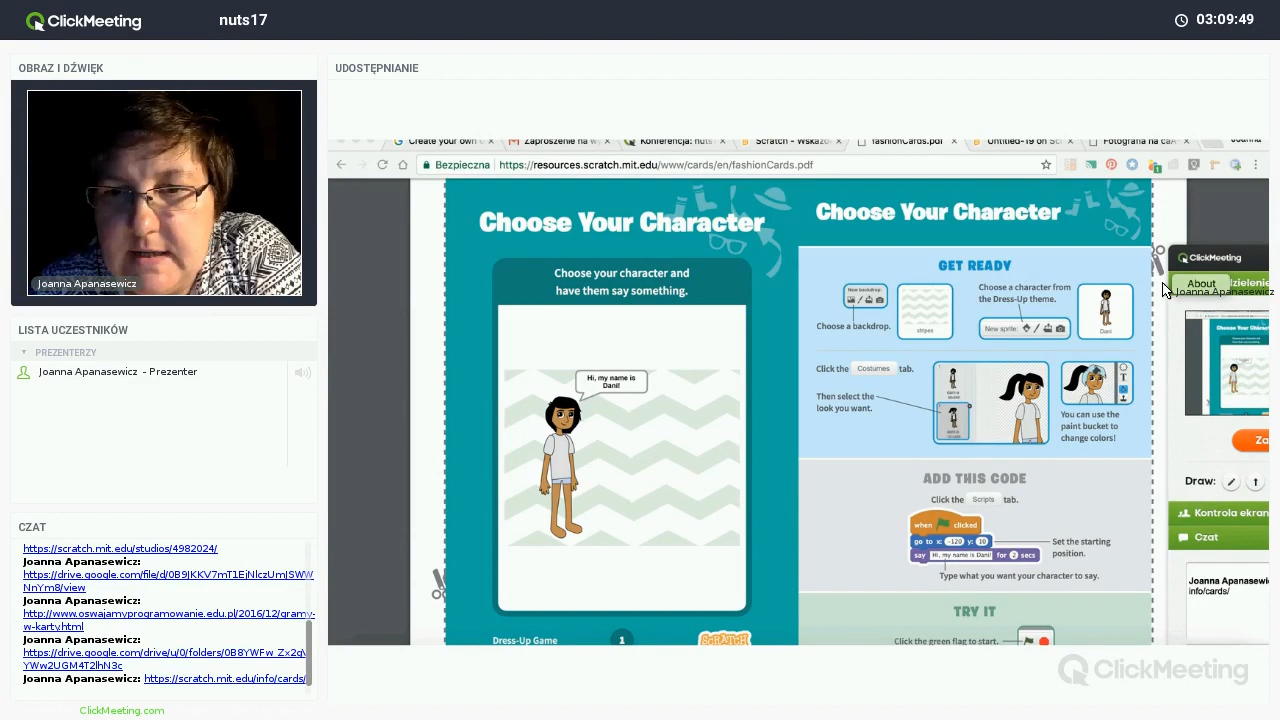 ClickMeeting
nuts17
03:09:49
OBRAZ I DŹWIĘK
UDOSTĘPNIANIE
Joanna Apanasewicz
LISTA UCZESTNIKÓW
PREZENTERZY
Joanna Apanasewicz - Prezenter
CZAT
https://scratch.mit.edu/studios/4982024/
Joanna Apanasewicz:
https://drive.google.com/file/d/0B9JKKV7mT1EjNlczUmJSWW
NnYm8/view
Joanna Apanasewicz:
http://www.oswajamyprogramowanie.edu.pl/2016/12/gramy-
w-karty.html
Joanna Apanasewicz:
YWw2UGM4T2lhN3c
Joanna Apanasewicz: https://scratch.mit.edu/info/cards/
ClickMeeting.com
Create your own
Zaproszenie na
Konferencja: nuts
Scratch - Wskazó
fashionCards.pdf
Untitled-19 on Sc
Fotografia na
Bezpieczna
https://resources.scratch.mit.edu/www/cards/en/fashionCards.pdf
Choose Your Character
Choose your character and
have them say something.
Hi, my name is
Dani!
Dress-Up Game
1
SCRATCH
Choose Your Character
GET READY
New backdrop:
Choose a backdrop.
stripes
Choose a character from
the Dress-Up theme.
New sprite:
Dani
Click the Costumes tab.
Then select the
look you want.
You can use the
paint bucket to
change colors!
ADD THIS CODE
Click the Scripts tab.
when clicked
go to x: -120 y: 10
say Hi, my name is Dani! for 2 secs
Set the starting
position.
Type what you want your character to say.
TRY IT
Click the green flag to start.
ClickMeeting
About
dzielenie
Joanna Apanasewicz
Choose Your Character
Za
Draw:
Kontrola ekran
Czat
Joanna Apanasewic
info/cards/
ClickMeeting